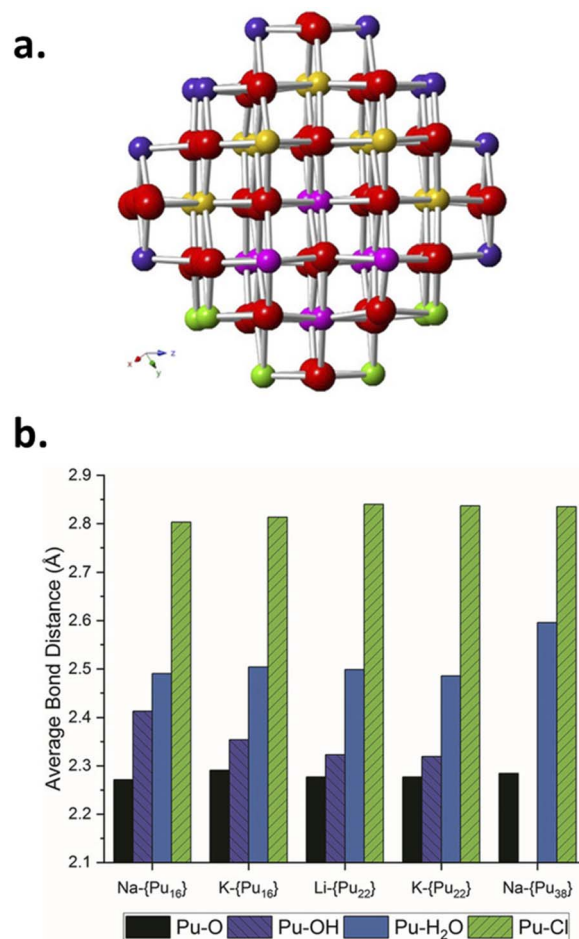 a.
x
y
z
b.
Average Bond Distance (Å)
2.9
2.8
2.7
2.6
2.5
2.4
2.3
2.2
2.1
Na-{Pu₁₆} K-{Pu₁₆} Li-{Pu₂₂} K-{Pu₂₂} Na-{Pu₃₈}
Pu-O Pu-OH Pu-H₂O Pu-Cl